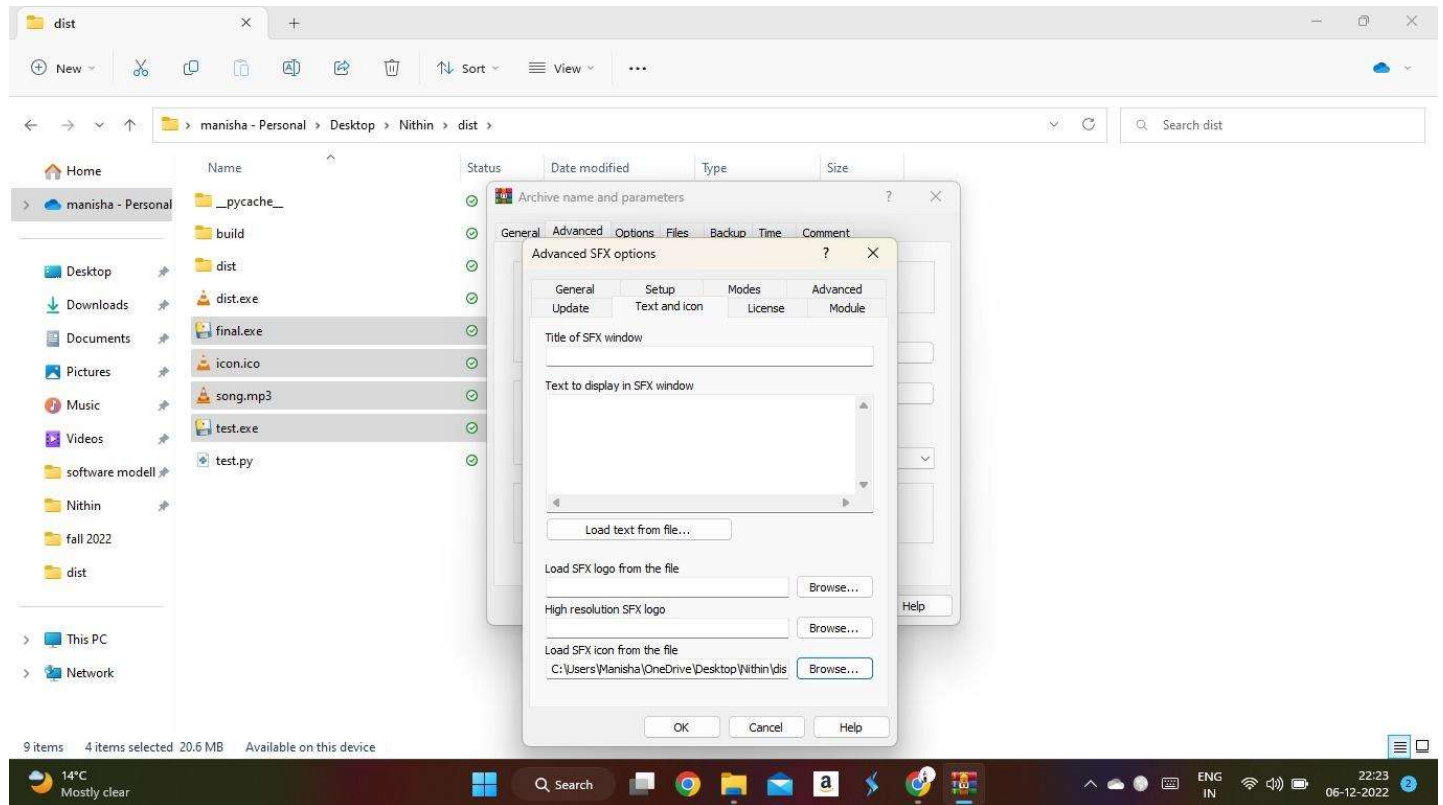 dist
New
Sort
View
manisha - Personal > Desktop > Nithin > dist >
Search dist
Name Status Date modified Type Size
Home
manisha - Personal
Desktop
Downloads
Documents
Pictures
Music
Videos
software modell
Nithin
fall 2022
dist
This PC
Network
__pycache__
build
dist
dist.exe
final.exe
icon.ico
song.mp3
test.exe
test.py
Archive name and parameters ?
General Advanced Options Files Backup Time Comment
Help
Advanced SFX options ?
General Setup Modes Advanced
Update Text and icon License Module
Title of SFX window
Text to display in SFX window
Load text from file...
Load SFX logo from the file
Browse...
High resolution SFX logo
Browse...
Load SFX icon from the file
C:\Users\Manisha\OneDrive\Desktop\Nithin\dis Browse...
OK Cancel Help
9 items 4 items selected 20.6 MB Available on this device
14°C
Mostly clear
Search
a
ENG
IN
22:23
06-12-2022
2